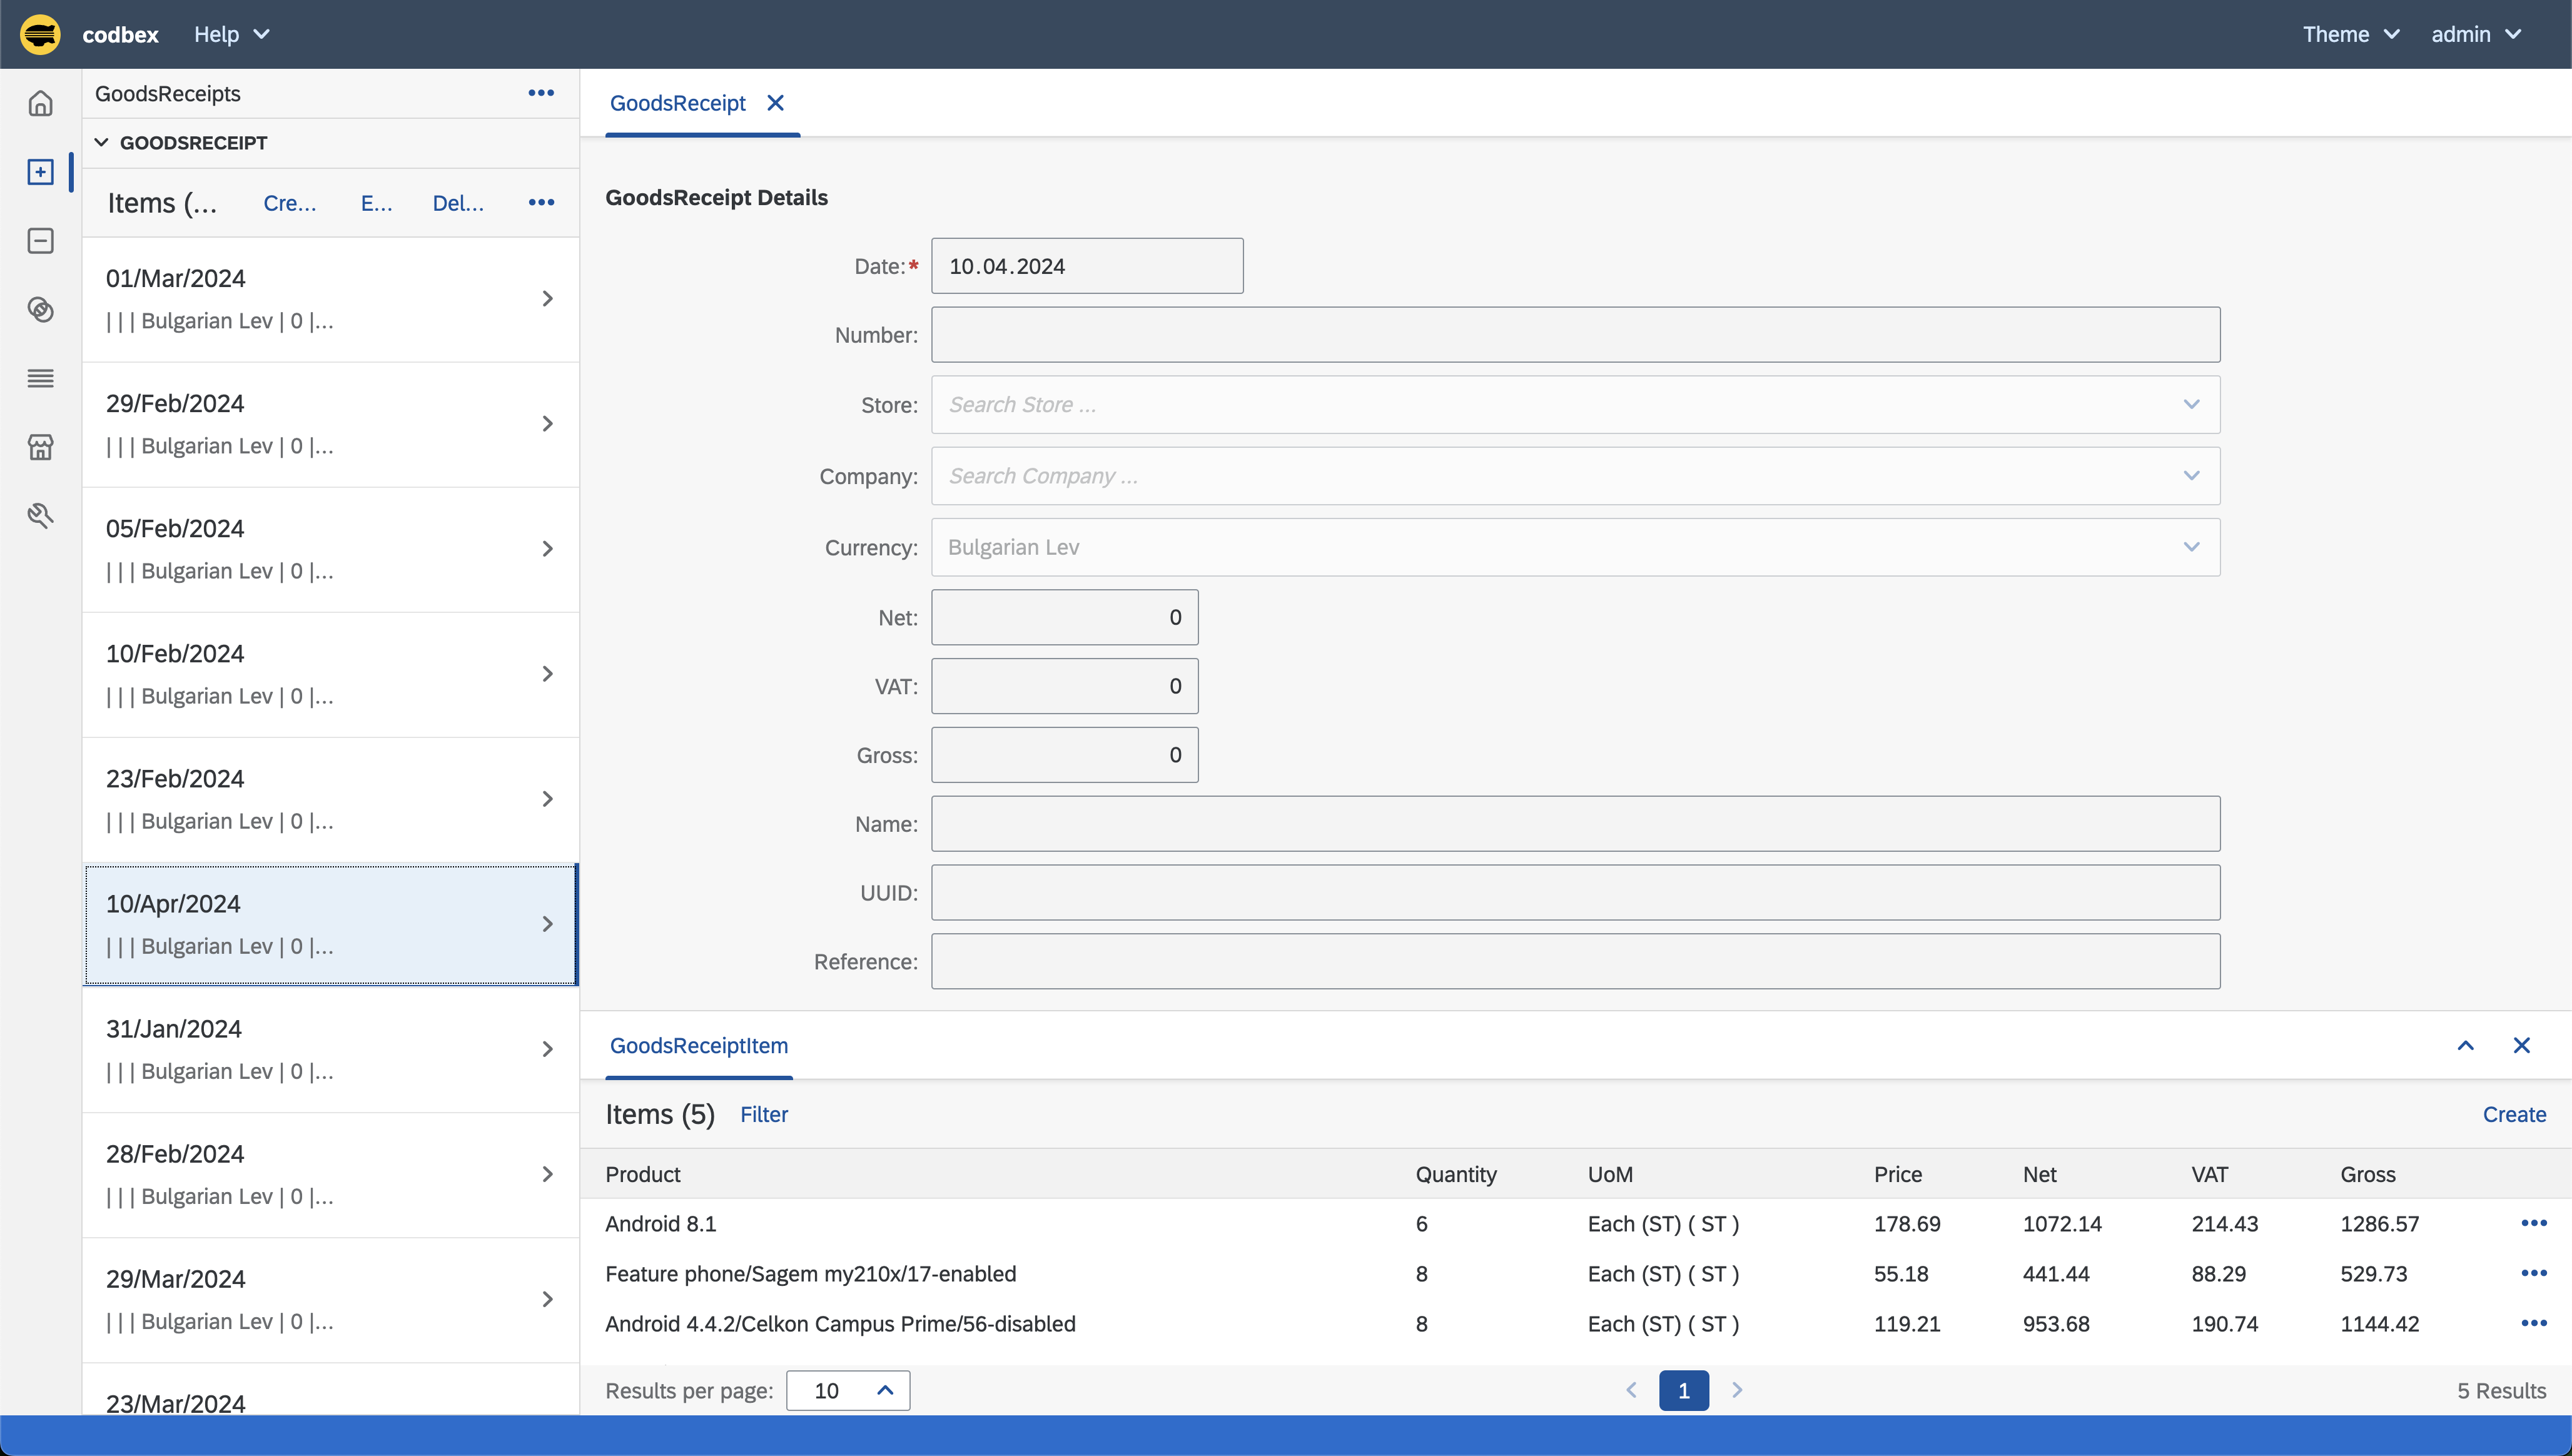 codbex Help Theme admin
GoodsReceipts •••
GOODSRECEIPT
Items (... Cre... E... Del... •••
01/Mar/2024
| | | Bulgarian Lev | 0 |...
29/Feb/2024
| | | Bulgarian Lev | 0 |...
05/Feb/2024
| | | Bulgarian Lev | 0 |...
10/Feb/2024
| | | Bulgarian Lev | 0 |...
23/Feb/2024
| | | Bulgarian Lev | 0 |...
10/Apr/2024
| | | Bulgarian Lev | 0 |...
31/Jan/2024
| | | Bulgarian Lev | 0 |...
28/Feb/2024
| | | Bulgarian Lev | 0 |...
29/Mar/2024
| | | Bulgarian Lev | 0 |...
23/Mar/2024
GoodsReceipt
GoodsReceipt Details
Date:* 10.04.2024
Number:
Store: Search Store ...
Company: Search Company ...
Currency: Bulgarian Lev
Net: 0
VAT: 0
Gross: 0
Name:
UUID:
Reference:
GoodsReceiptItem
Items (5) Filter Create
Product Quantity UoM Price Net VAT Gross
Android 8.1 6 Each (ST) ( ST ) 178.69 1072.14 214.43 1286.57 •••
Feature phone/Sagem my210x/17-enabled 8 Each (ST) ( ST ) 55.18 441.44 88.29 529.73 •••
Android 4.4.2/Celkon Campus Prime/56-disabled 8 Each (ST) ( ST ) 119.21 953.68 190.74 1144.42 •••
Results per page: 10 1 5 Results